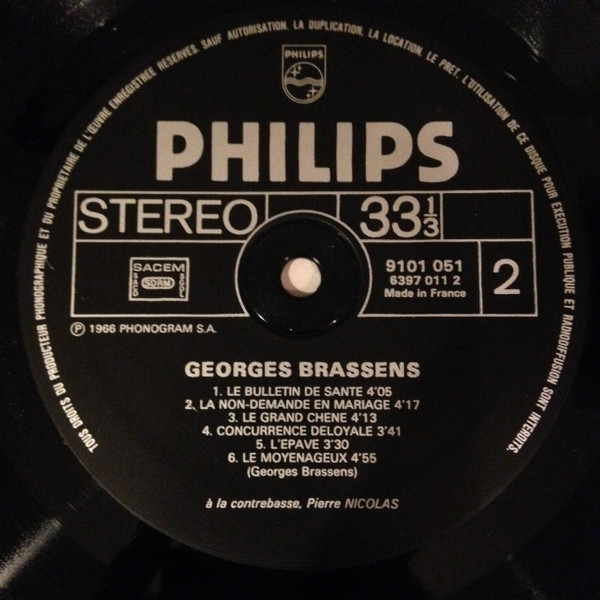 TOUS DROITS DU PRODUCTEUR PHONOGRAPHIQUE ET DU PROPRIETAIRE DE L'ŒUVRE ENREGISTREE RESERVES. SAUF AUTORISATION, LA DUPLICATION, LA LOCATION, LE PRET, L'UTILISATION DE CE DISQUE POUR EXECUTION PUBLIQUE ET RADIODIFFUSION SONT INTERDITS.
PHILIPS
PHILIPS
STEREO 33 1/3
SACEM
SACD SDRM SGDL
9101 051
6397 011 2
Made in France
2
Ⓟ 1966 PHONOGRAM S.A.
GEORGES BRASSENS
1. LE BULLETIN DE SANTE 4'05
2. LA NON-DEMANDE EN MARIAGE 4'17
3. LE GRAND CHENE 4'13
4. CONCURRENCE DELOYALE 3'41
5. L'EPAVE 3'30
6. LE MOYENAGEUX 4'55
(Georges Brassens)
à la contrebasse, Pierre NICOLAS